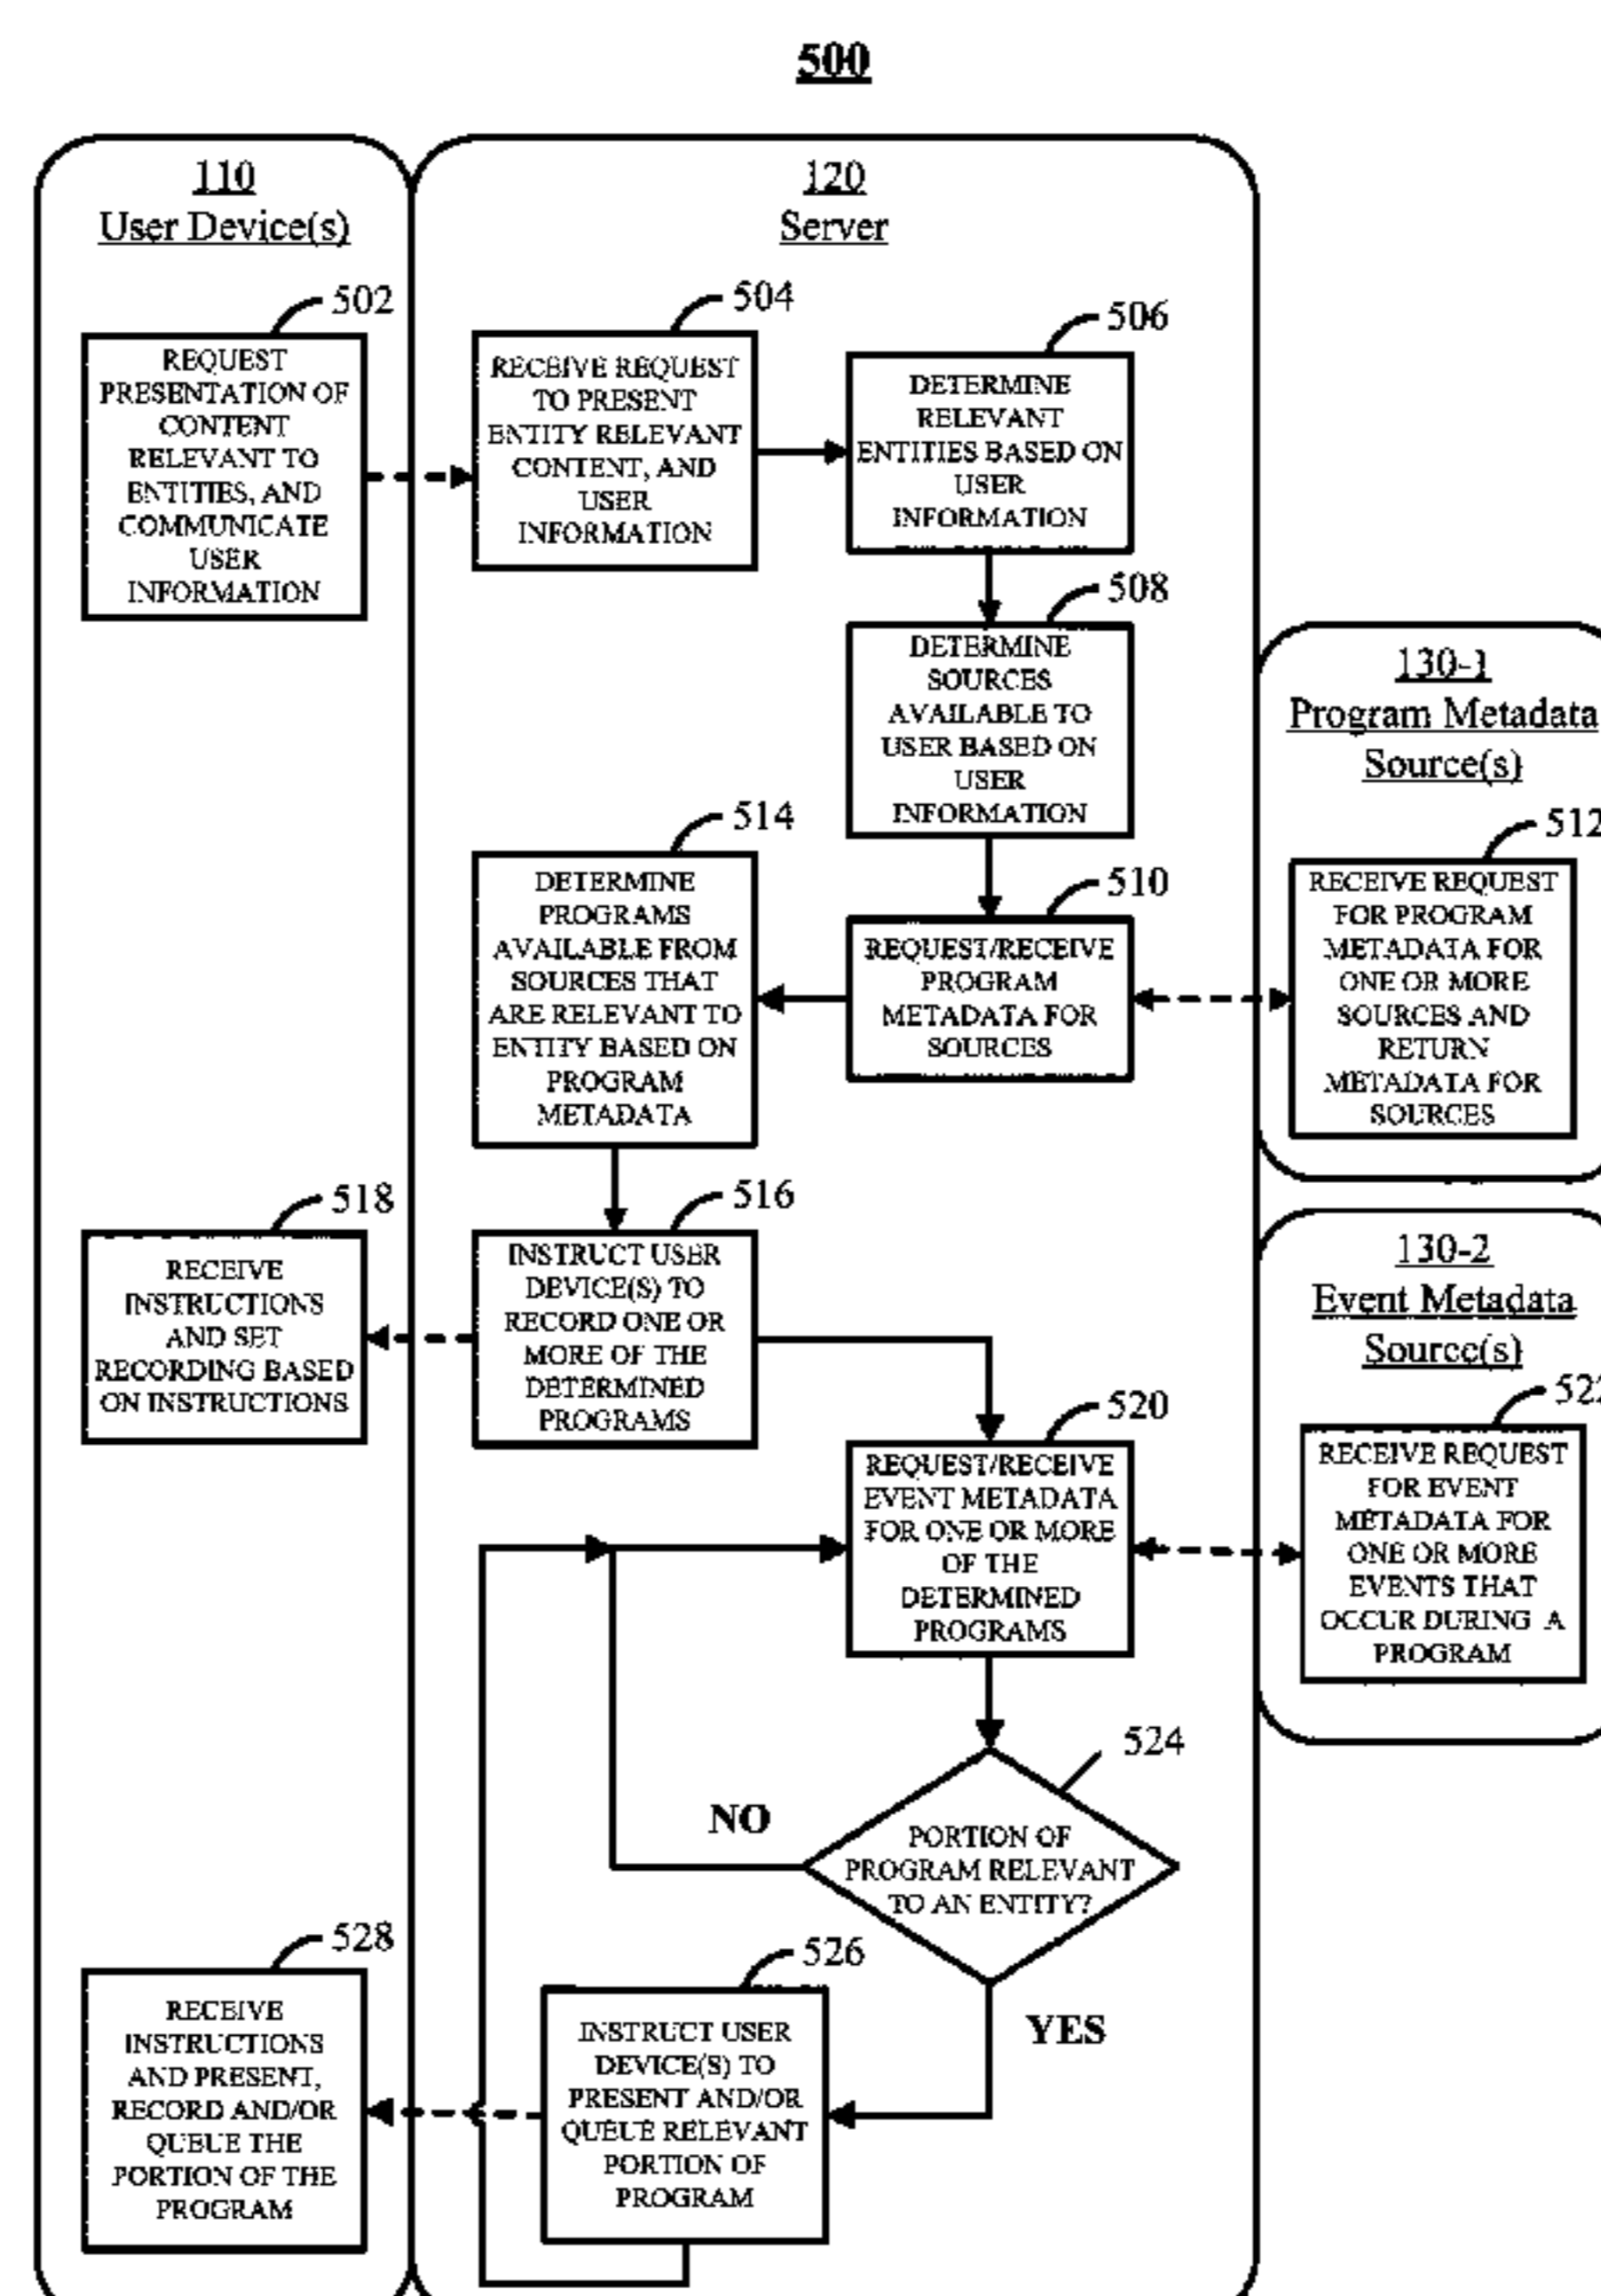 500
110
User Device(s)
120
Server
502
REQUEST
PRESENTATION OF
CONTENT
RELEVANT TO
ENTITIES, AND
COMMUNICATE
USER
INFORMATION
504
RECEIVE REQUEST
TO PRESENT
ENTITY RELEVANT
CONTENT, AND
USER
INFORMATION
506
DETERMINE
RELEVANT
ENTITIES BASED ON
USER
INFORMATION
508
DETERMINE
SOURCES
AVAILABLE TO
USER BASED ON
USER
INFORMATION
130-1
Program Metadata
Source(s)
510
REQUEST/RECEIVE
PROGRAM
METADATA FOR
SOURCES
512
RECEIVE REQUEST
FOR PROGRAM
METADATA FOR
ONE OR MORE
SOURCES AND
RETURN
METADATA FOR
SOURCES
514
DETERMINE
PROGRAMS
AVAILABLE FROM
SOURCES THAT
ARE RELEVANT TO
ENTITY BASED ON
PROGRAM
METADATA
516
INSTRUCT USER
DEVICE(S) TO
RECORD ONE OR
MORE OF THE
DETERMINED
PROGRAMS
518
RECEIVE
INSTRUCTIONS
AND SET
RECORDING BASED
ON INSTRUCTIONS
130-2
Event Metadata
Source(s)
520
REQUEST/RECEIVE
EVENT METADATA
FOR ONE OR MORE
OF THE
DETERMINED
PROGRAMS
522
RECEIVE REQUEST
FOR EVENT
METADATA FOR
ONE OR MORE
EVENTS THAT
OCCUR DURING A
PROGRAM
524
PORTION OF
PROGRAM RELEVANT
TO AN ENTITY?
NO
YES
526
INSTRUCT USER
DEVICE(S) TO
PRESENT AND/OR
QUEUE RELEVANT
PORTION OF
PROGRAM
528
RECEIVE
INSTRUCTIONS
AND PRESENT,
RECORD AND/OR
QUEUE THE
PORTION OF THE
PROGRAM